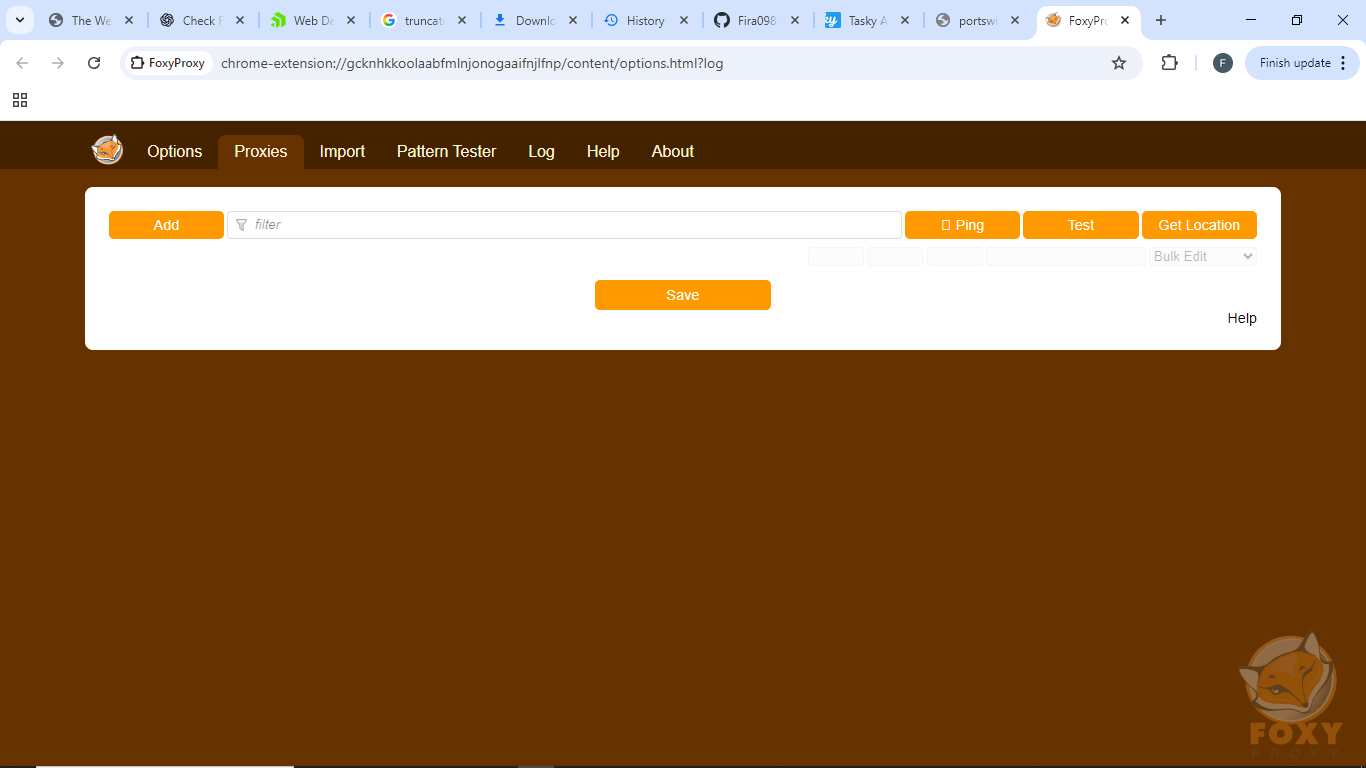 The We
Check F
Web De
truncate
Downlo
History
Fira098
Tasky A
portswi
FoxyPro
FoxyProxy
chrome-extension://gcknhkkoolaabfmlnjonogaaifnjlfnp/content/options.html?log
F
Finish update
Options Proxies Import Pattern Tester Log Help About
Add filter Ping Test Get Location
Bulk Edit
Save
Help
FOXY
PROXY